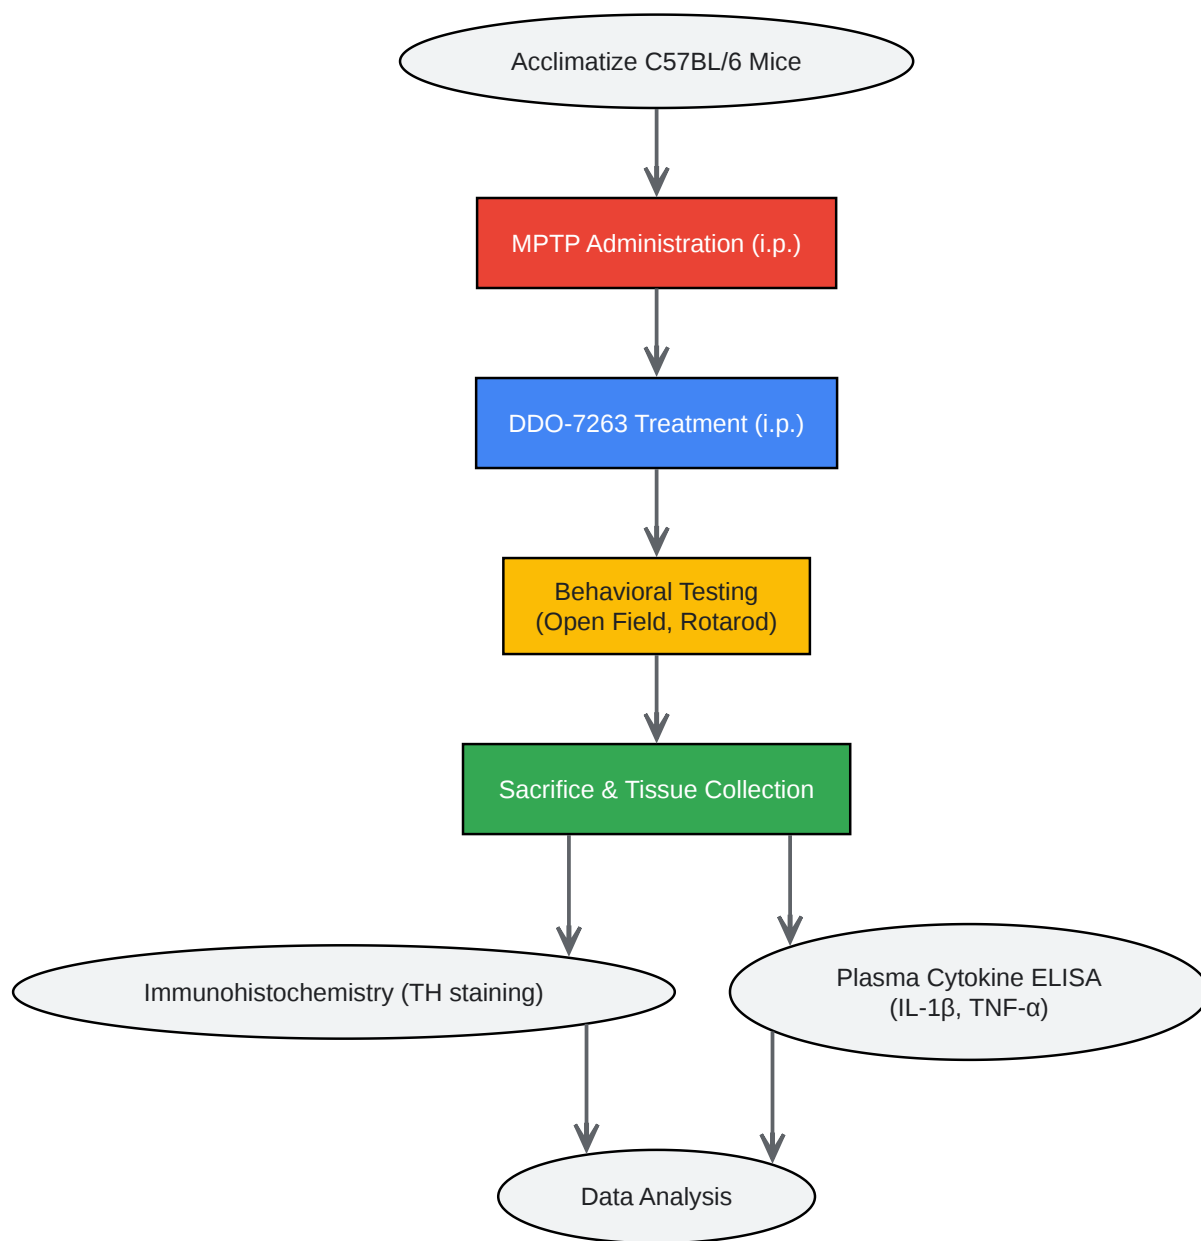 Acclimatize C57BL/6 Mice
MPTP Administration (i.p.)
DDO-7263 Treatment (i.p.)
Behavioral Testing
(Open Field, Rotarod)
Sacrifice & Tissue Collection
Immunohistochemistry (TH staining)
Plasma Cytokine ELISA
(IL-1β, TNF-α)
Data Analysis